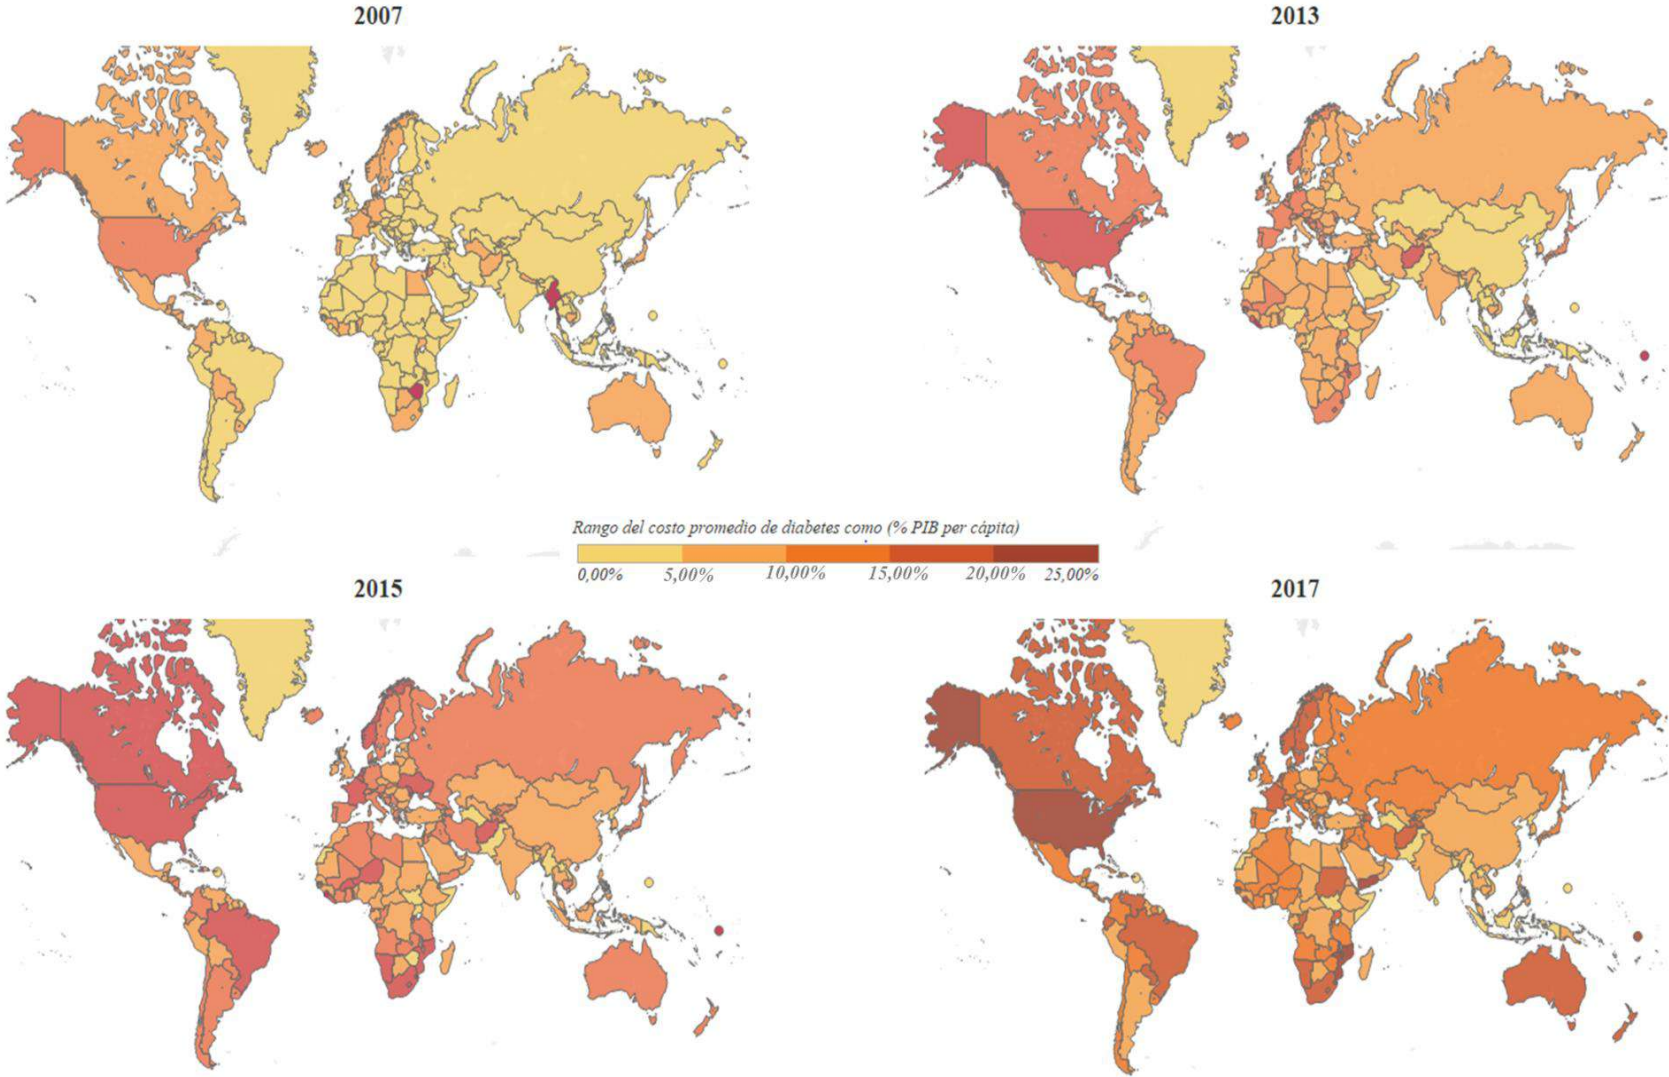 2007
2013
Rango del costo promedio de diabetes como (% PIB per cápita)
0,00% 5,00% 10,00% 15,00% 20,00% 25,00%
2015
2017